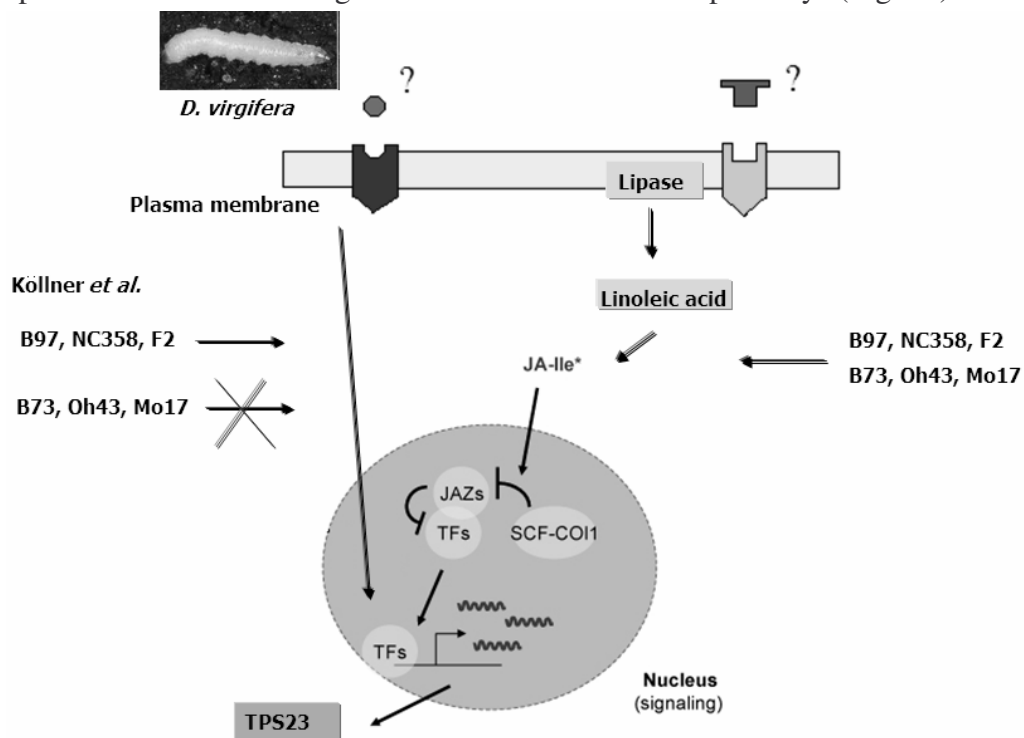 ?
?
D. virgifera
Lipase
Plasma membrane
Köllner et al.
Linoleic acid
B97, NC358, F2
B97, NC358, F2
JA-Ile*
B73, Oh43, Mo17
B73, Oh43, Mo17
JAZs
TFs
SCF-COI1
TFs
Nucleus
(signaling)
TPS23